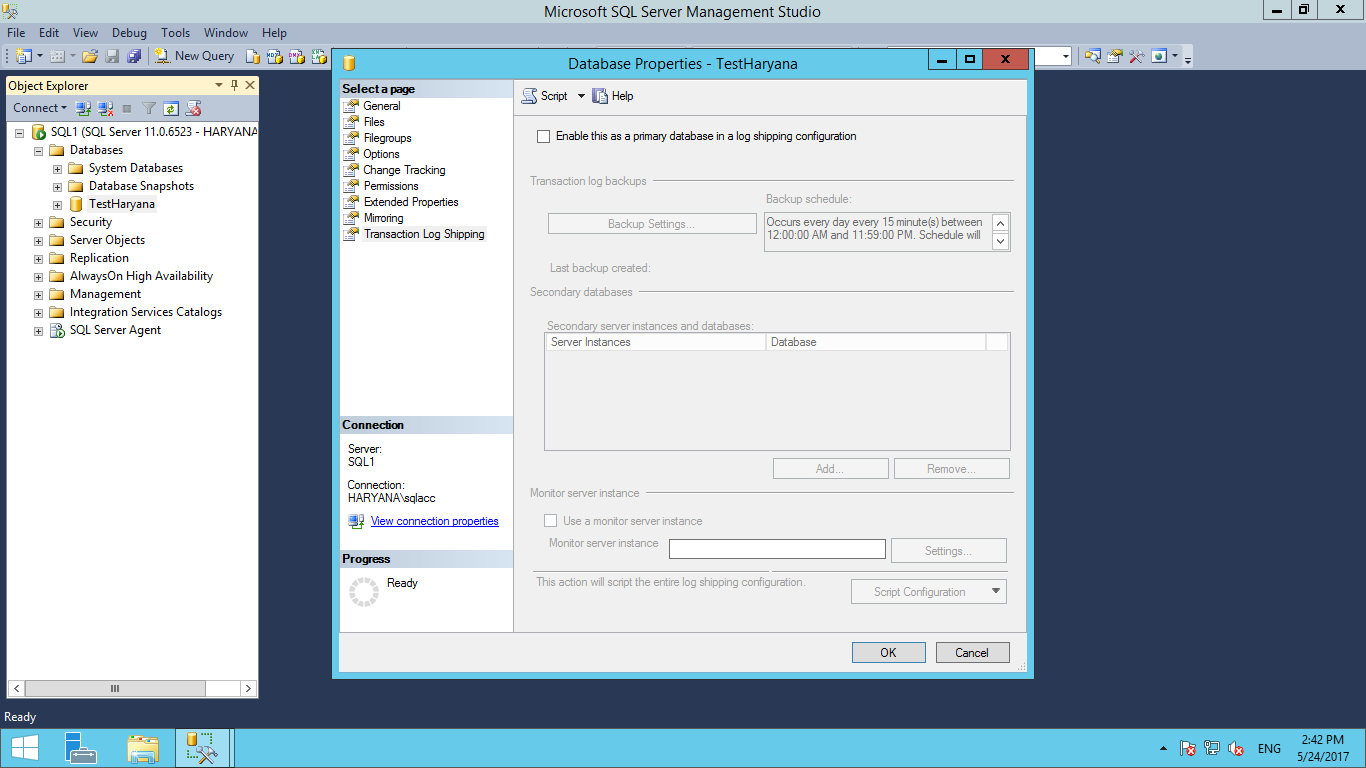 Microsoft SQL Server Management Studio
File Edit View Debug Tools Window Help
New Query
Object Explorer
Connect
SQL1 (SQL Server 11.0.6523 - HARYANA
Databases
System Databases
Database Snapshots
TestHaryana
Security
Server Objects
Replication
AlwaysOn High Availability
Management
Integration Services Catalogs
SQL Server Agent
Database Properties - TestHaryana
Select a page
General
Files
Filegroups
Options
Change Tracking
Permissions
Extended Properties
Mirroring
Transaction Log Shipping
Connection
Server:
SQL1
Connection:
HARYANA\sqlacc
View connection properties
Progress
Ready
Script Help
Enable this as a primary database in a log shipping configuration
Transaction log backups
Backup schedule:
Backup Settings...
Occurs every day every 15 minute(s) between
12:00:00 AM and 11:59:00 PM. Schedule will
Last backup created:
Secondary databases
Secondary server instances and databases:
Server Instances Database
Add... Remove...
Monitor server instance
Use a monitor server instance
Monitor server instance
Settings...
This action will script the entire log shipping configuration.
Script Configuration
OK Cancel
Ready
ENG
2:42 PM
5/24/2017